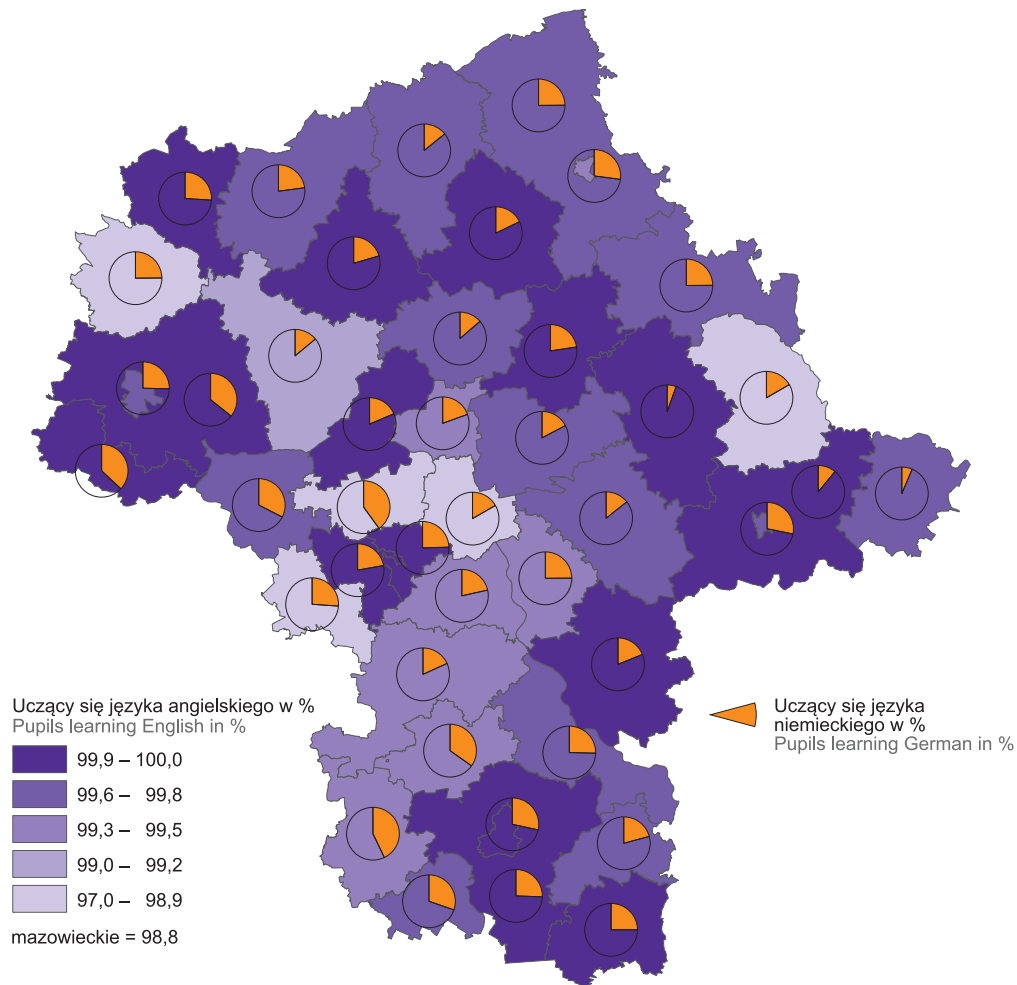 Uczący się języka angielskiego w %
Pupils learning English in %
99,9 – 100,0
99,6 – 99,8
99,3 – 99,5
99,0 – 99,2
97,0 – 98,9
mazowieckie = 98,8
Uczący się języka
niemieckiego w %
Pupils learning German in %